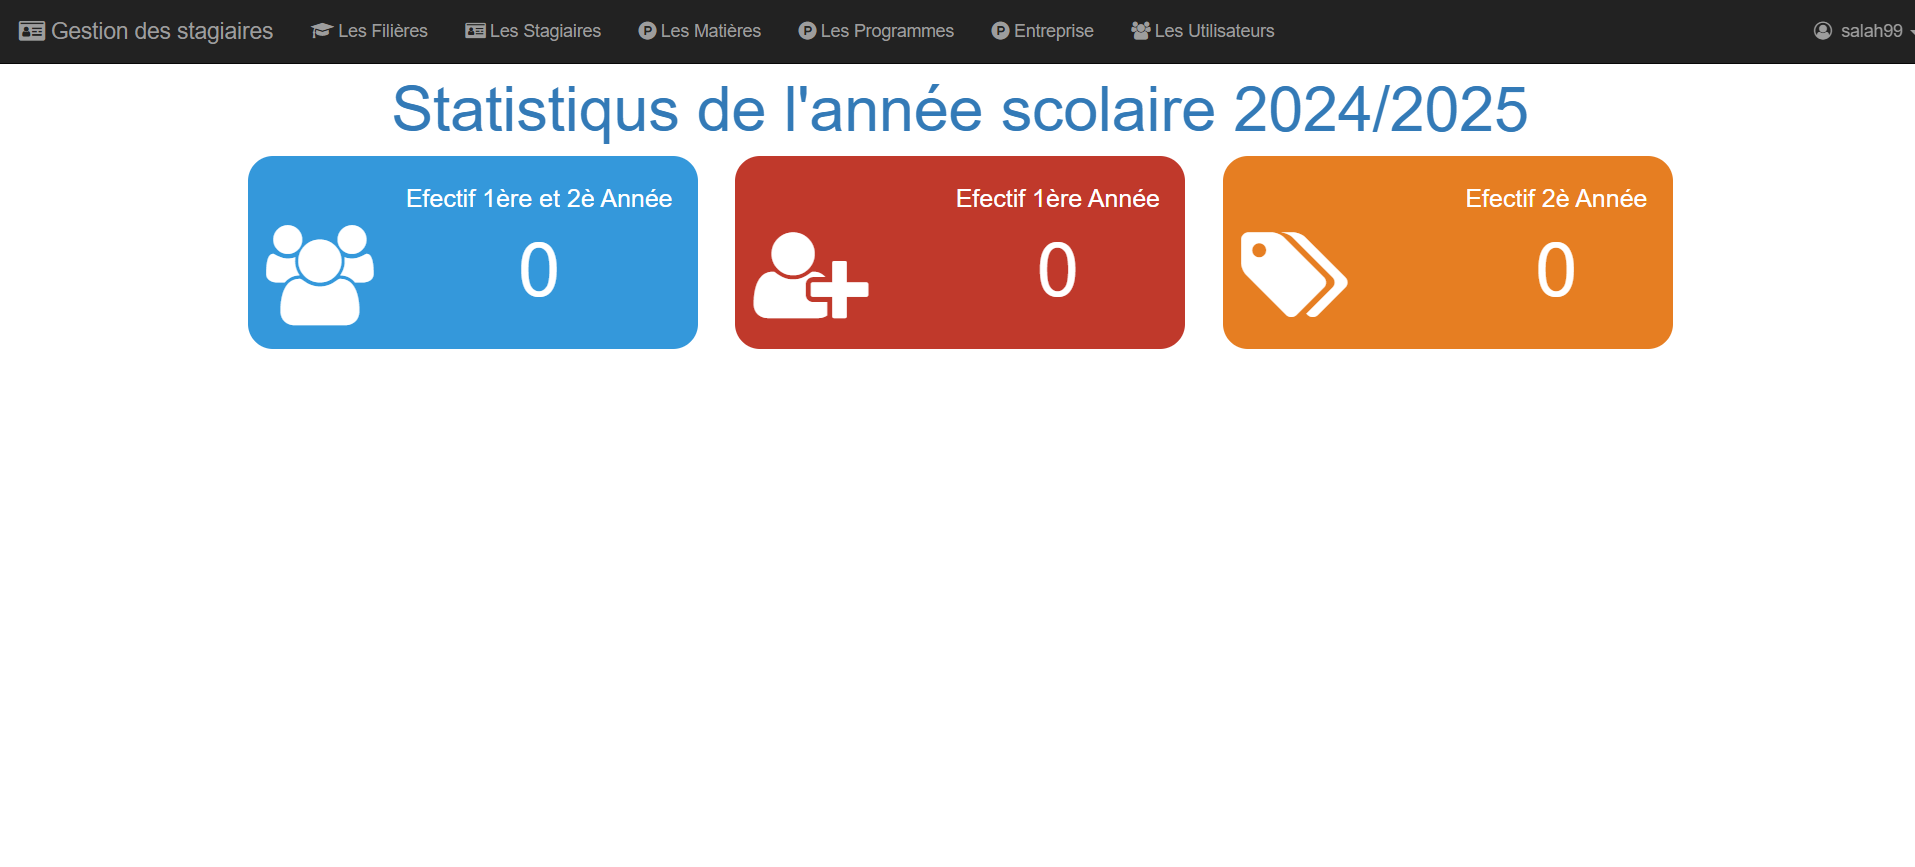 Gestion des stagiaires Les Filières Les Stagiaires P Les Matières P Les Programmes P Entreprise Les Utilisateurs salah99
Statistiqus de l'année scolaire 2024/2025
Efectif 1ère et 2è Année
0
Efectif 1ère Année
0
Efectif 2è Année
0